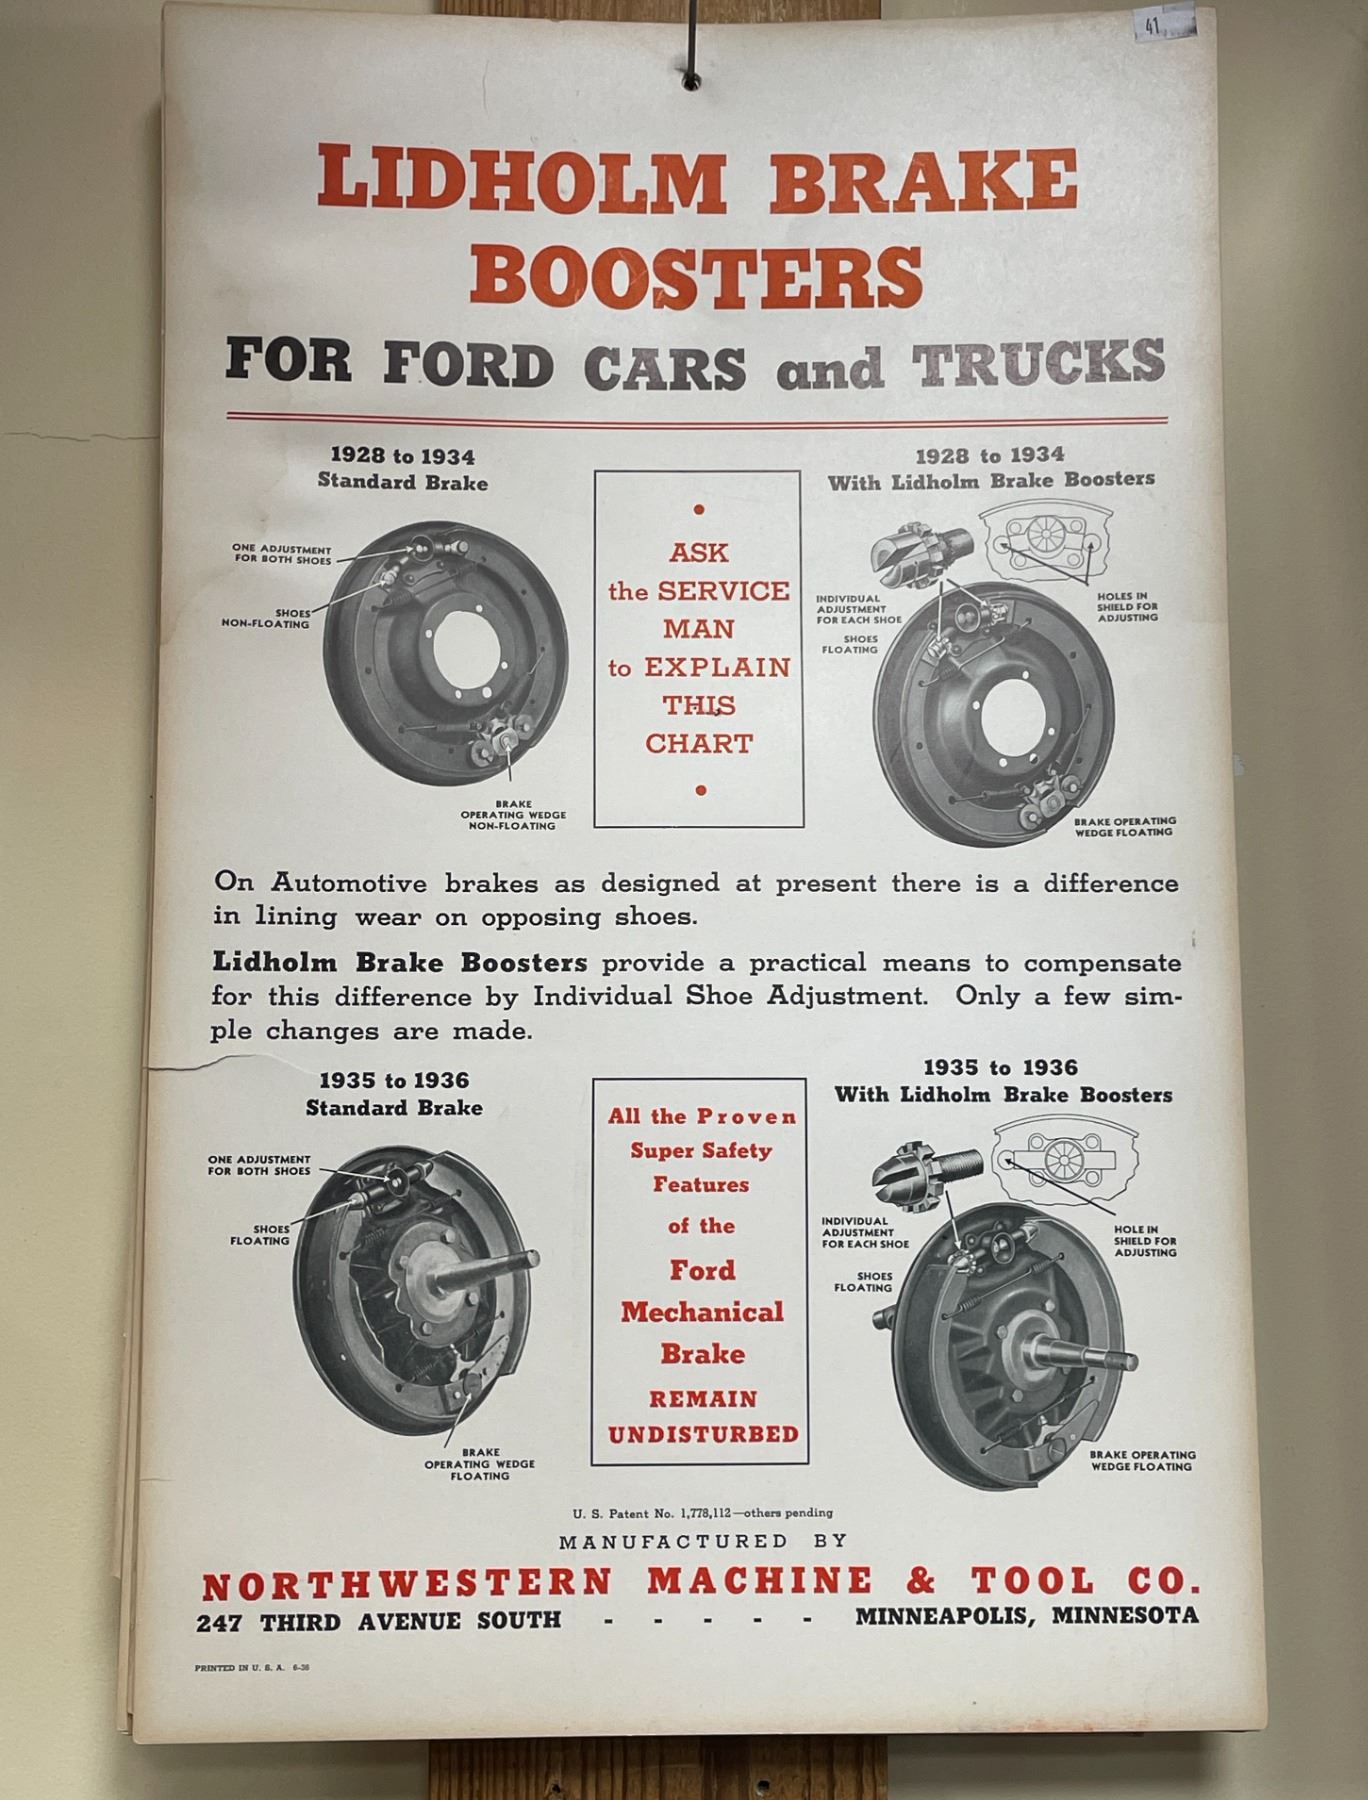 41
LIDHOLM BRAKE
BOOSTERS
FOR FORD CARS and TRUCKS
1928 to 1934
Standard Brake
ONE ADJUSTMENT
FOR BOTH SHOES
SHOES
NON-FLOATING
BRAKE
OPERATING WEDGE
NON-FLOATING
ASK
the SERVICE
MAN
to EXPLAIN
THIS
CHART
1928 to 1934
With Lidholm Brake Boosters
INDIVIDUAL
ADJUSTMENT
FOR EACH SHOE
SHOES
FLOATING
HOLES IN
SHIELD FOR
ADJUSTING
BRAKE OPERATING
WEDGE FLOATING
On Automotive brakes as designed at present there is a difference
in lining wear on opposing shoes.
Lidholm Brake Boosters provide a practical means to compensate
for this difference by Individual Shoe Adjustment. Only a few sim-
ple changes are made.
1935 to 1936
Standard Brake
ONE ADJUSTMENT
FOR BOTH SHOES
SHOES
FLOATING
BRAKE
OPERATING WEDGE
FLOATING
All the Proven
Super Safety
Features
of the
Ford
Mechanical
Brake
REMAIN
UNDISTURBED
1935 to 1936
With Lidholm Brake Boosters
INDIVIDUAL
ADJUSTMENT
FOR EACH SHOE
SHOES
FLOATING
HOLE IN
SHIELD FOR
ADJUSTING
BRAKE OPERATING
WEDGE FLOATING
U. S. Patent No. 1,778,112—others pending
MANUFACTURED BY
NORTHWESTERN MACHINE & TOOL CO.
247 THIRD AVENUE SOUTH - - - - - MINNEAPOLIS, MINNESOTA
PRINTED IN U. S. A. 6-36